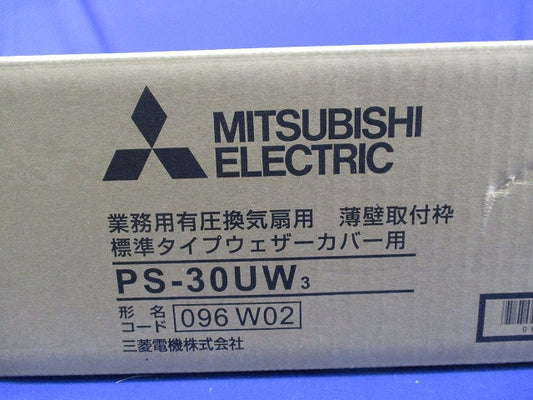 MITSUBISHI
ELECTRIC
業務用有圧換気扇用 薄壁取付枠
標準タイプウェザーカバー用
PS-30UW3
形名
コード 096 W02
三菱電機株式会社